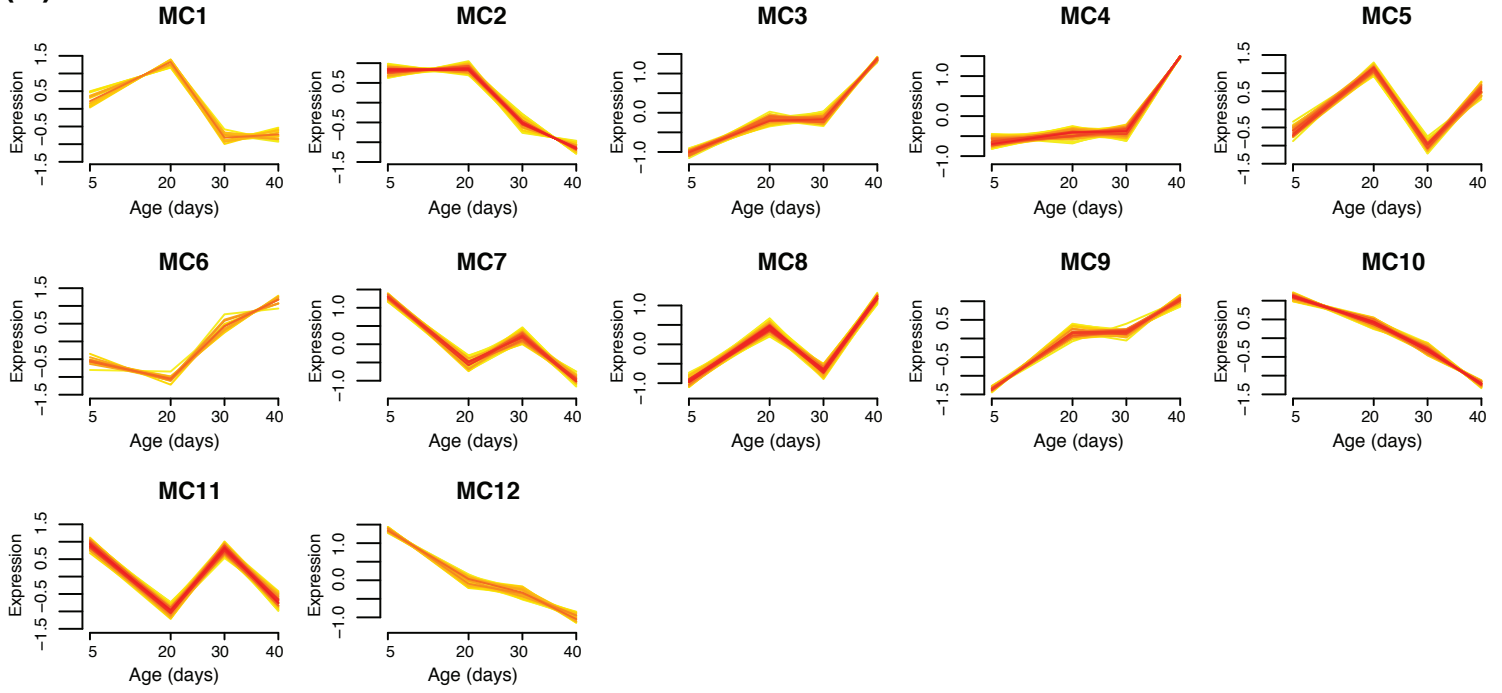 MC1 MC2 MC3 MC4 MC5
Expression −1.5 −0.5 0.5 1.5 Expression −1.5 −0.5 0.5 Expression −1.0 0.0 1.0 Expression −1.0 0.0 1.0 Expression −1.5 −0.5 0.5 1.5
5 20 30 40 5 20 30 40 5 20 30 40 5 20 30 40 5 20 30 40
Age (days) Age (days) Age (days) Age (days) Age (days)
MC6 MC7 MC8 MC9 MC10
Expression −1.5 −0.5 0.5 1.5 Expression −1.0 0.0 1.0 Expression −1.0 0.0 1.0 Expression −1.5 −0.5 0.5 Expression −1.5 −0.5 0.5
5 20 30 40 5 20 30 40 5 20 30 40 5 20 30 40 5 20 30 40
Age (days) Age (days) Age (days) Age (days) Age (days)
MC11 MC12
Expression −1.5 −0.5 0.5 1.5 Expression −1.0 0.0 1.0
5 20 30 40 5 20 30 40
Age (days) Age (days)